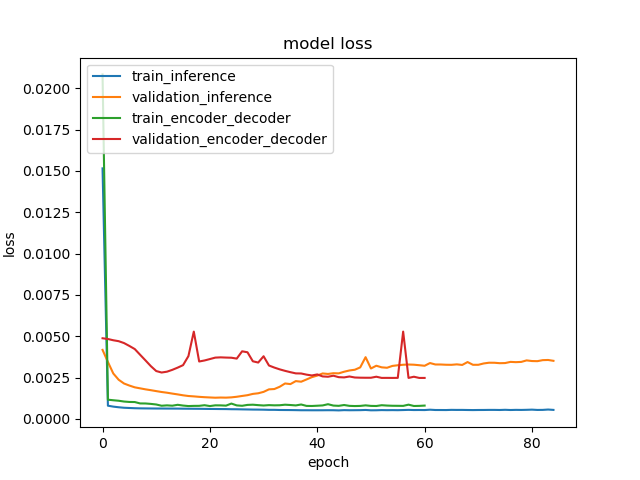 model loss
train_inference
validation_inference
train_encoder_decoder
validation_encoder_decoder
loss
0.0200
0.0175
0.0150
0.0125
0.0100
0.0075
0.0050
0.0025
0.0000
0 20 40 60 80
epoch